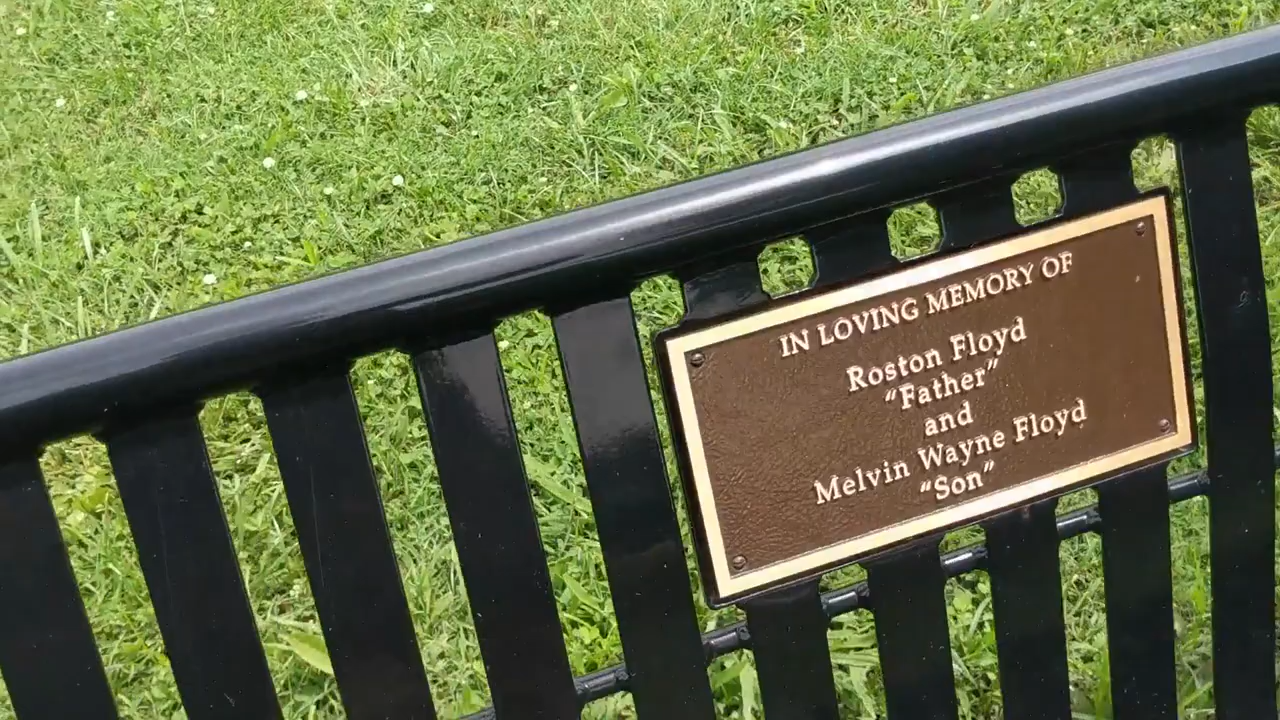 IN LOVING MEMORY OF
Roston Floyd
“Father”
and
Melvin Wayne Floyd
“Son”